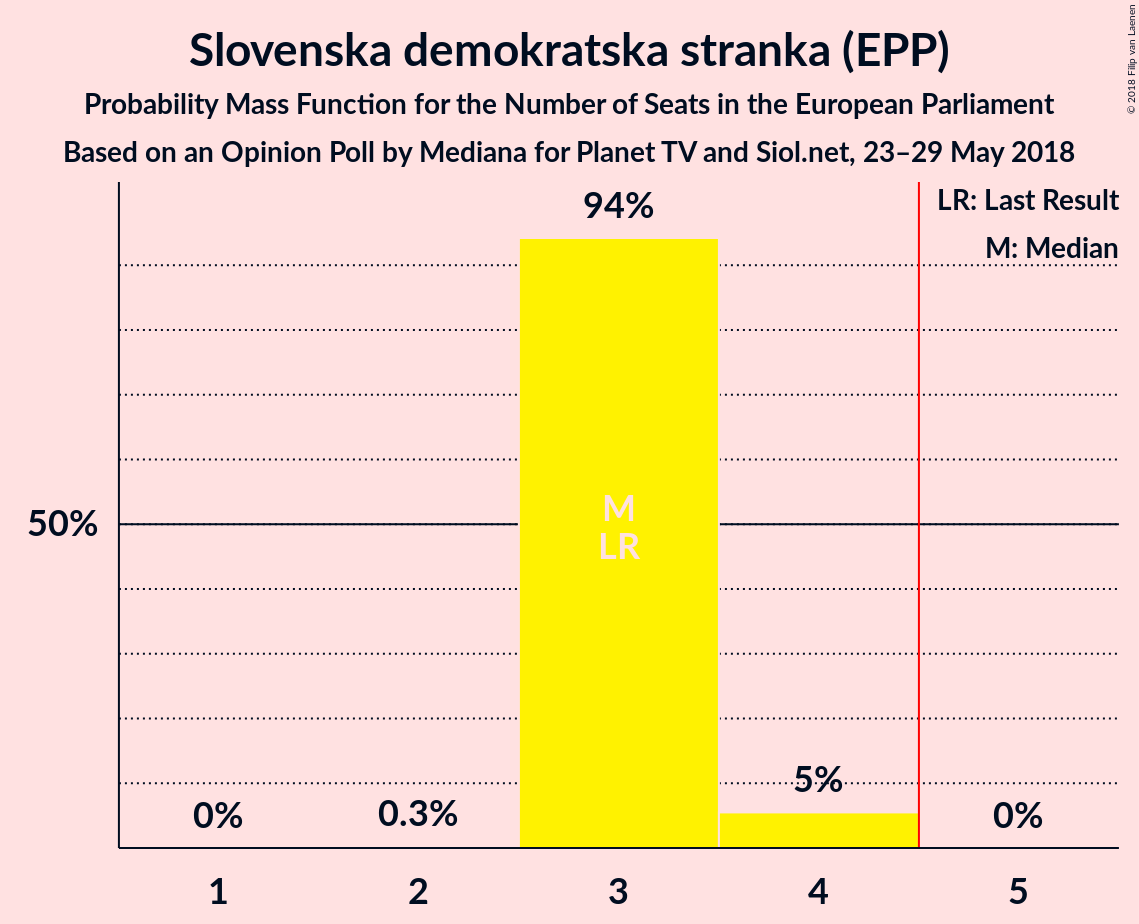 Slovenska demokratska stranka (EPP)
Probability Mass Function for the Number of Seats in the European Parliament
Based on an Opinion Poll by Mediana for Planet TV and Siol.net, 23–29 May 2018
© 2018 Filip van Laenen
LR: Last Result
M: Median
94%
50%
M
LR
0%
0.3%
5%
0%
1
2
3
4
5